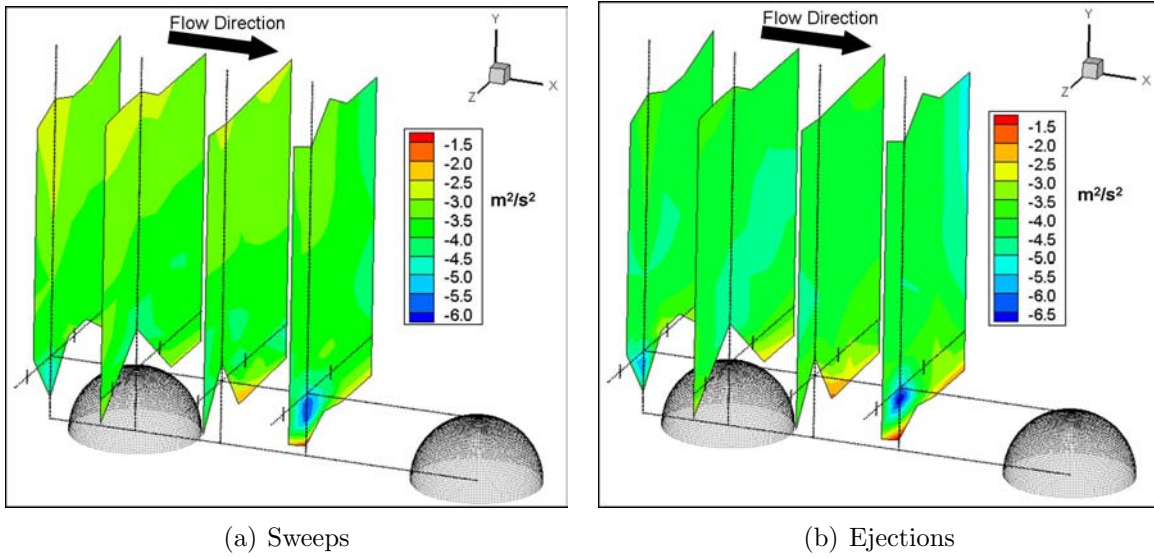 Flow Direction
Y
X
Z
-1.5
-2.0
-2.5
-3.0
-3.5
-4.0
-4.5
-5.0
-5.5
-6.0
m²/s²
(a) Sweeps
Flow Direction
Y
X
Z
-1.5
-2.0
-2.5
-3.0
-3.5
-4.0
-4.5
-5.0
-5.5
-6.0
-6.5
m²/s²
(b) Ejections